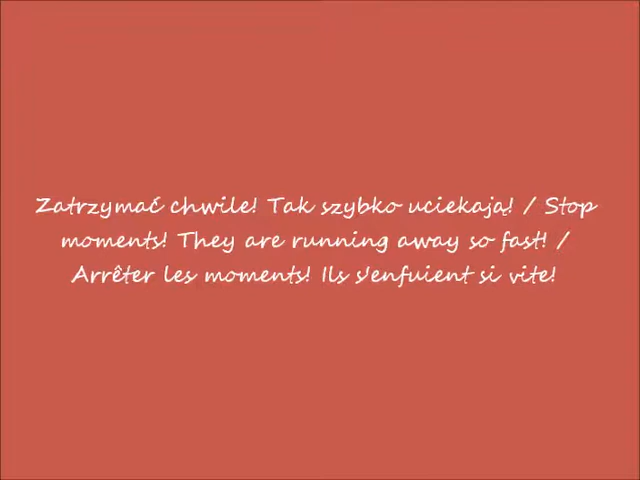 Zatrzymać chwile! Tak szybko uciekają! / Stop
moments! They are running away so fast! /
Arrêter les moments! Ils s'enfuient si vite!